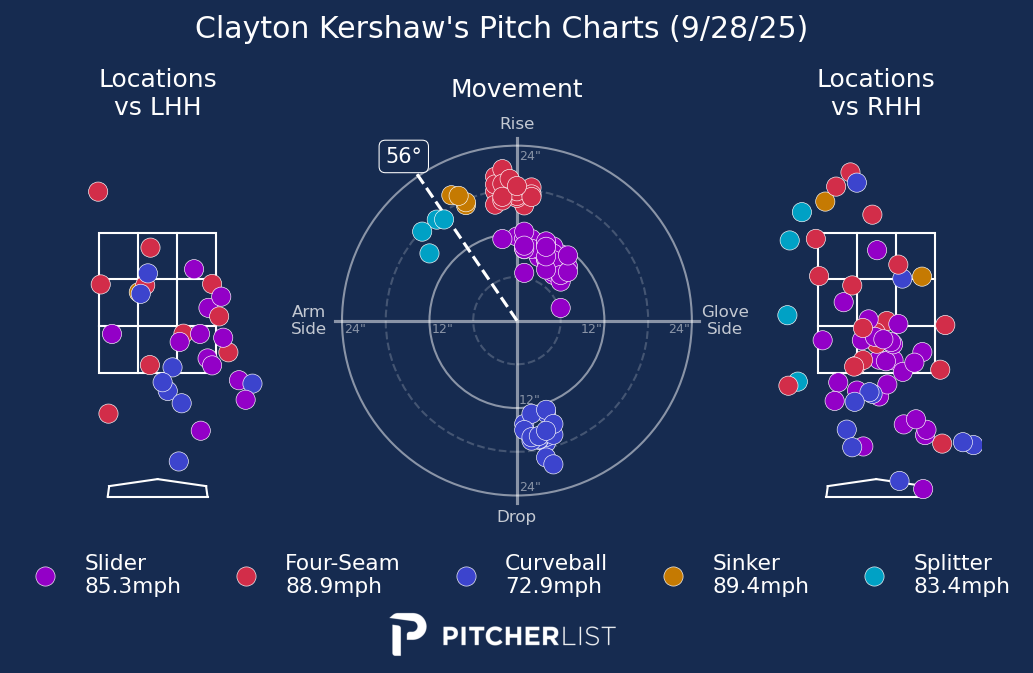 Clayton Kershaw's Pitch Charts (9/28/25)
Locations
vs LHH
Movement
Locations
vs RHH
Rise
56°
24"
Arm
Side
24"
12"
12"
24"
Glove
Side
12"
24"
Drop
Slider
85.3mph
Four-Seam
88.9mph
Curveball
72.9mph
Sinker
89.4mph
Splitter
83.4mph
PITCHERLIST